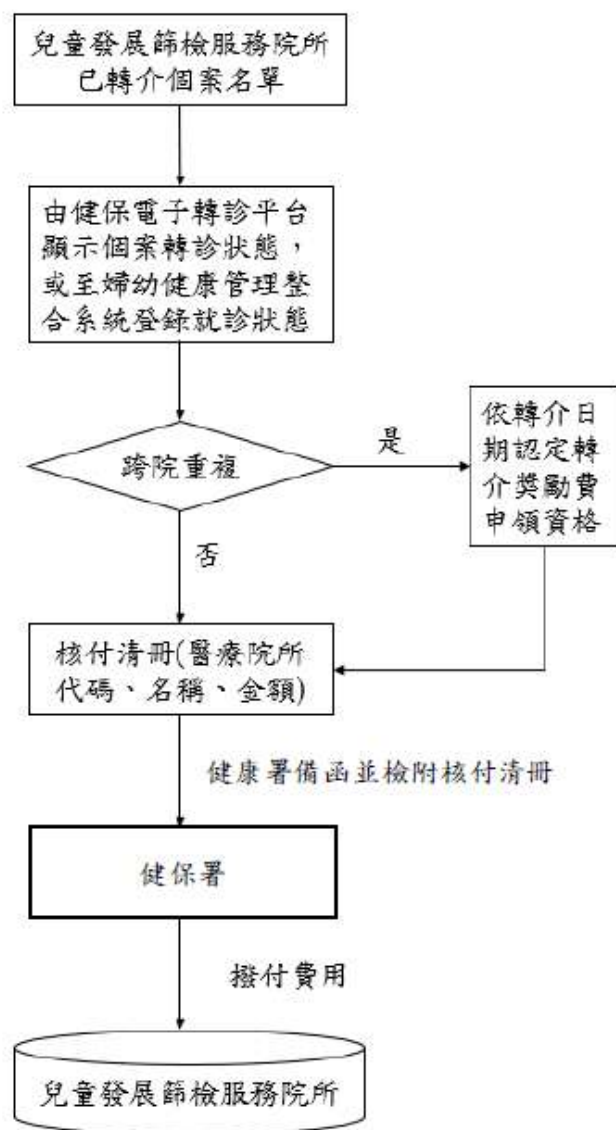 兒童發展篩檢服務院所
已轉介個案名單
由健保電子轉診平台
顯示個案轉診狀態，
或至婦幼健康管理整
合系統登錄就診狀態
跨院重複
是
依轉介日
期認定轉
介獎勵費
申領資格
否
核付清冊(醫療院所
代碼、名稱、金額)
健康署備函並檢附核付清冊
健保署
撥付費用
兒童發展篩檢服務院所